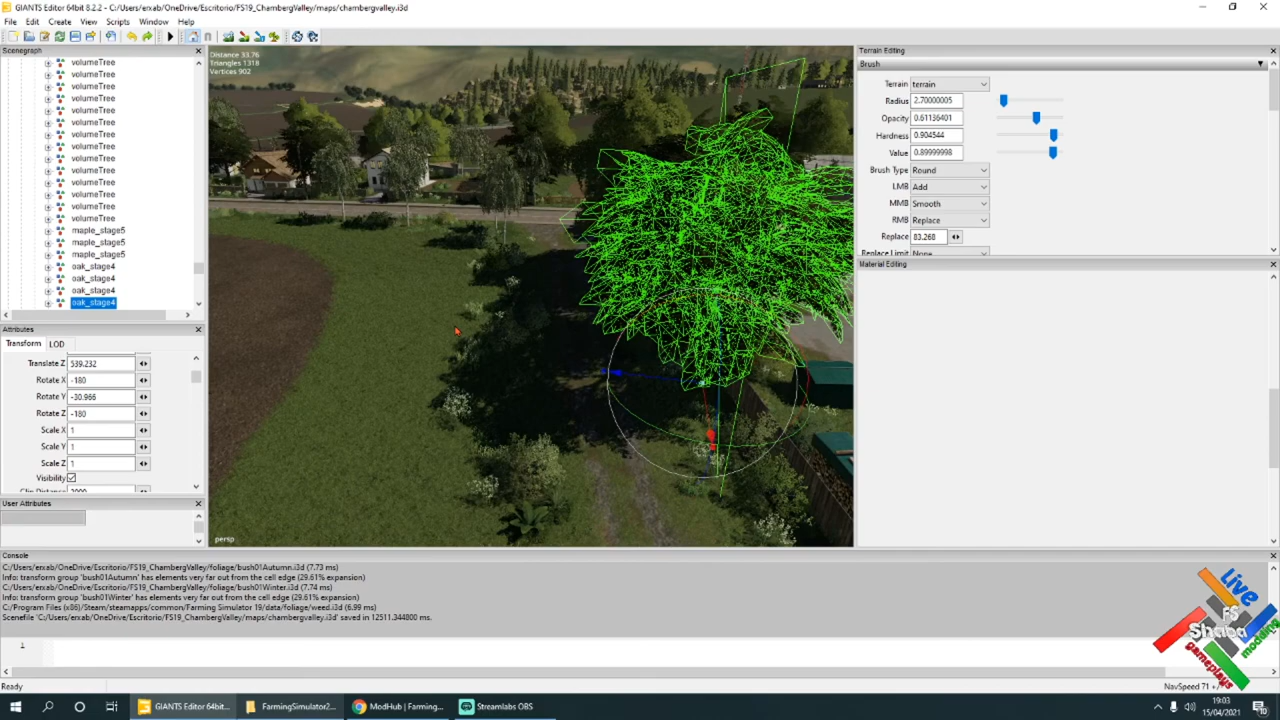 GIANTS Editor 64bit - 8.2.2 - C:/Users/erxab/OneDrive/Escritorio/FS19_ChambergValley/maps/chambergvalley.i3d
File Edit Create View Scripts Window Help
Scenegraph
volumeTree
volumeTree
volumeTree
volumeTree
volumeTree
volumeTree
volumeTree
volumeTree
volumeTree
volumeTree
volumeTree
volumeTree
volumeTree
volumeTree
maple_stage5
maple_stage5
maple_stage5
oak_stage4
oak_stage4
oak_stage4
oak_stage4
Attributes
Transform LOD
Translate Z 539.232
Rotate X -180
Rotate Y -30.966
Rotate Z -180
Scale X 1
Scale Y 1
Scale Z 1
Visibility
Clip Distance 2000
User Attributes
Distance 33.76
Triangles 1318
Vertices 902
persp
Terrain Editing
Brush
Terrain terrain
Radius 2.70000005
Opacity 0.61136401
Hardness 0.904544
Value 0.89999998
Brush Type Round
LMB Add
MMB Smooth
RMB Replace
Replace 83.268
Replace Limit None
Material Editing
Console
C:/Users/erxab/OneDrive/Escritorio/FS19_ChambergValley/foliage/bush01Autumn.i3d (7.73 ms)
Info: transform group 'bush01Autumn' has elements very far out from the cell edge (29.61% expansion)
C:/Users/erxab/OneDrive/Escritorio/FS19_ChambergValley/foliage/bush01Winter.i3d (7.74 ms)
Info: transform group 'bush01Winter' has elements very far out from the cell edge (29.61% expansion)
C:/Program Files (x86)/Steam/steamapps/common/Farming Simulator 19/data/foliage/weed.i3d (6.99 ms)
Scenefile 'C:/Users/erxab/OneDrive/Escritorio/FS19_ChambergValley/maps/chambergvalley.i3d' saved in 12511.344800 ms.
1
Live
FS
Shaba
modding
gameplays
Ready
NavSpeed 71 +/-
GIANTS Editor 64bit... FarmingSimulator2... ModHub | Farming... Streamlabs OBS
19:03
15/04/2021
10